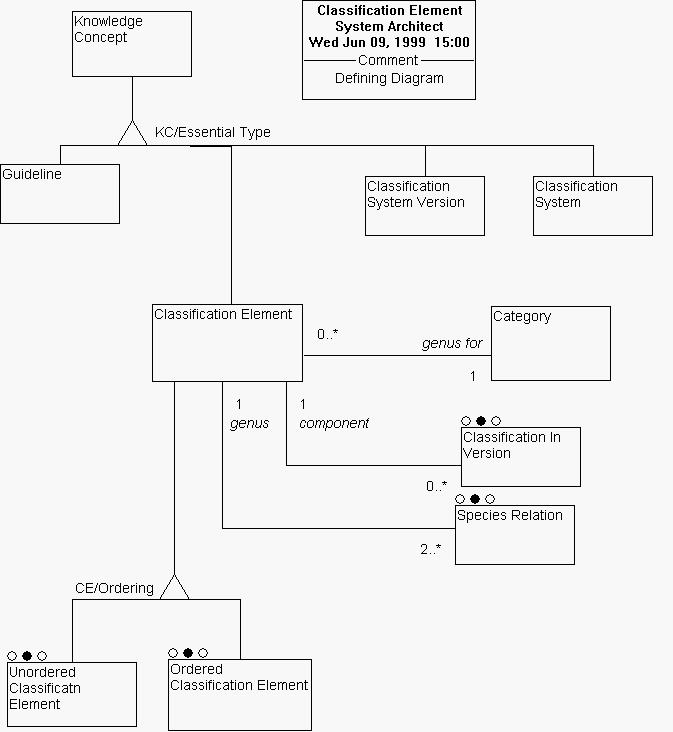 Knowledge
Concept
Classification Element
System Architect
Wed Jun 09, 1999 15:00
Comment
Defining Diagram
KC/Essential Type
Guideline
Classification
System Version
Classification
System
Classification Element
0..*
genus for
1
Category
1
genus
1
component
Classification In
Version
0..*
Species Relation
2..*
CE/Ordering
Unordered
Classificatn
Element
Ordered
Classification Element